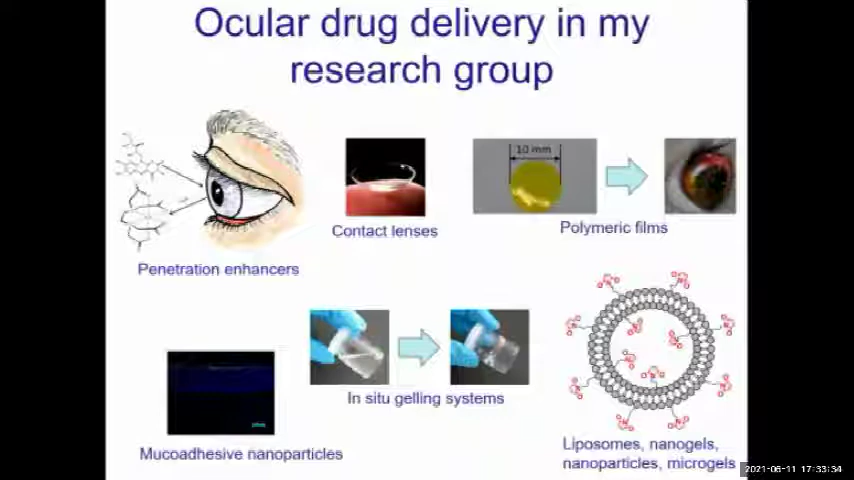 Ocular drug delivery in my
research group
10 mm
Contact lenses
Polymeric films
Penetration enhancers
In situ gelling systems
Mucoadhesive nanoparticles
Liposomes, nanogels,
nanoparticles, microgels
2021-06-11 17:33:34